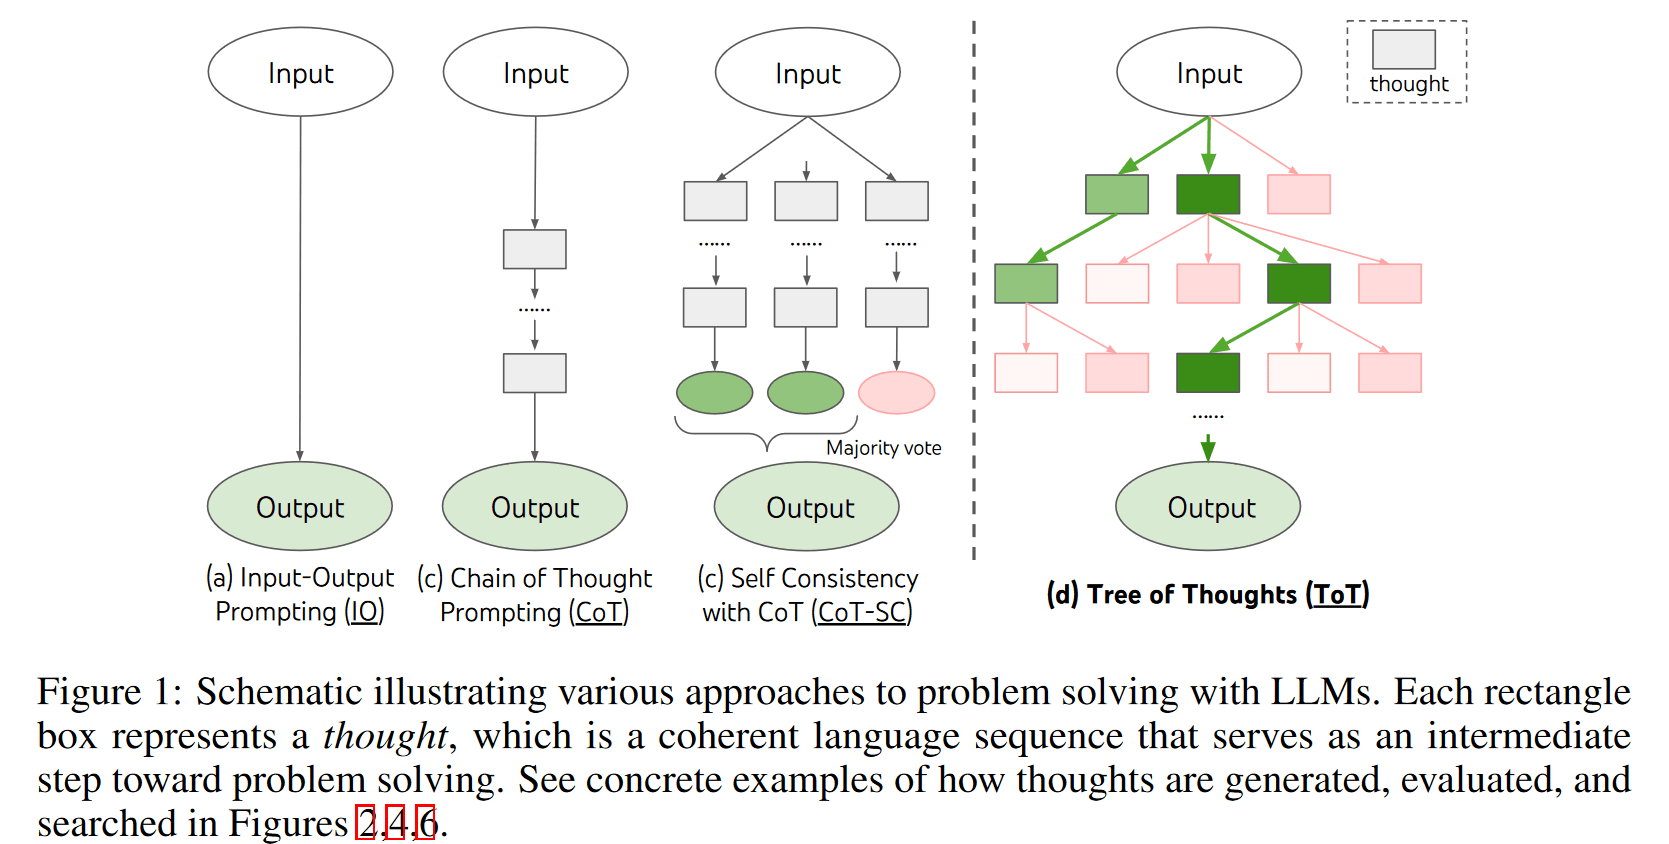 Input
Input
Input
Input
thought
......
......
......
......
......
Majority vote
Output
Output
Output
Output
(a) Input-Output
Prompting (IO)
(c) Chain of Thought
Prompting (CoT)
(c) Self Consistency
with CoT (CoT-SC)
(d) Tree of Thoughts (ToT)
Figure 1: Schematic illustrating various approaches to problem solving with LLMs. Each rectangle
box represents a thought, which is a coherent language sequence that serves as an intermediate
step toward problem solving. See concrete examples of how thoughts are generated, evaluated, and
searched in Figures 2,4,6.